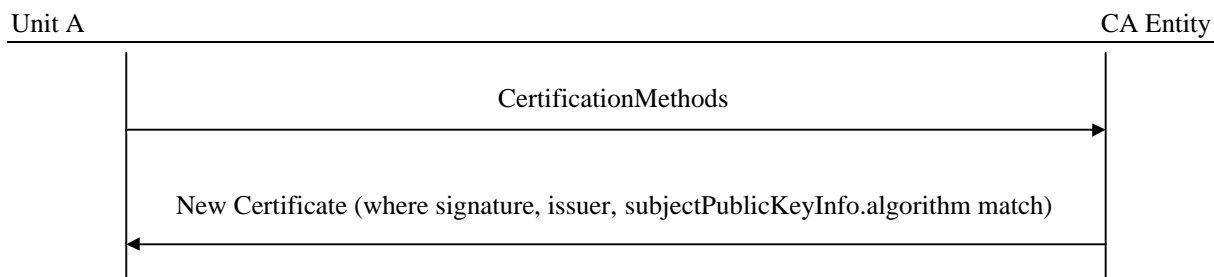 Unit A
CA Entity
CertificationMethods
New Certificate (where signature, issuer, subjectPublicKeyInfo.algorithm match)